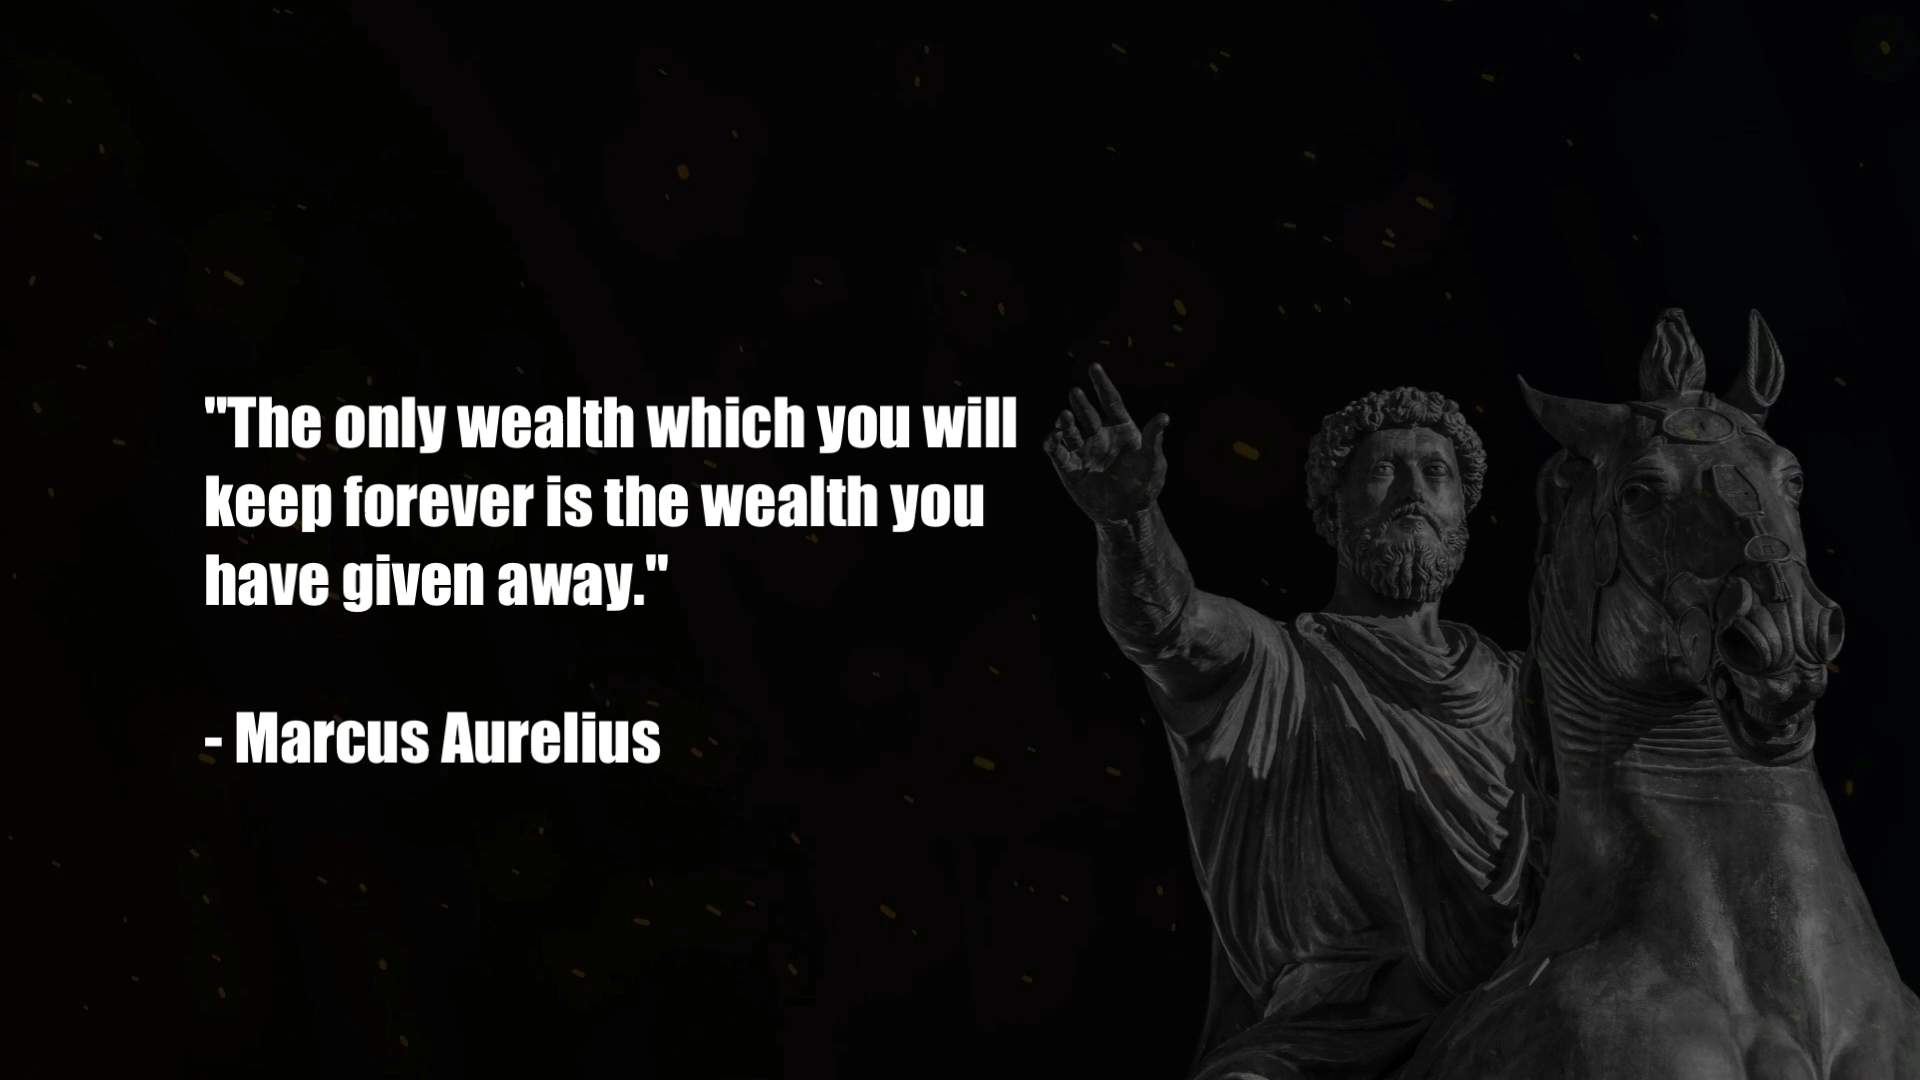 "The only wealth which you will
keep forever is the wealth you
have given away."
- Marcus Aurelius